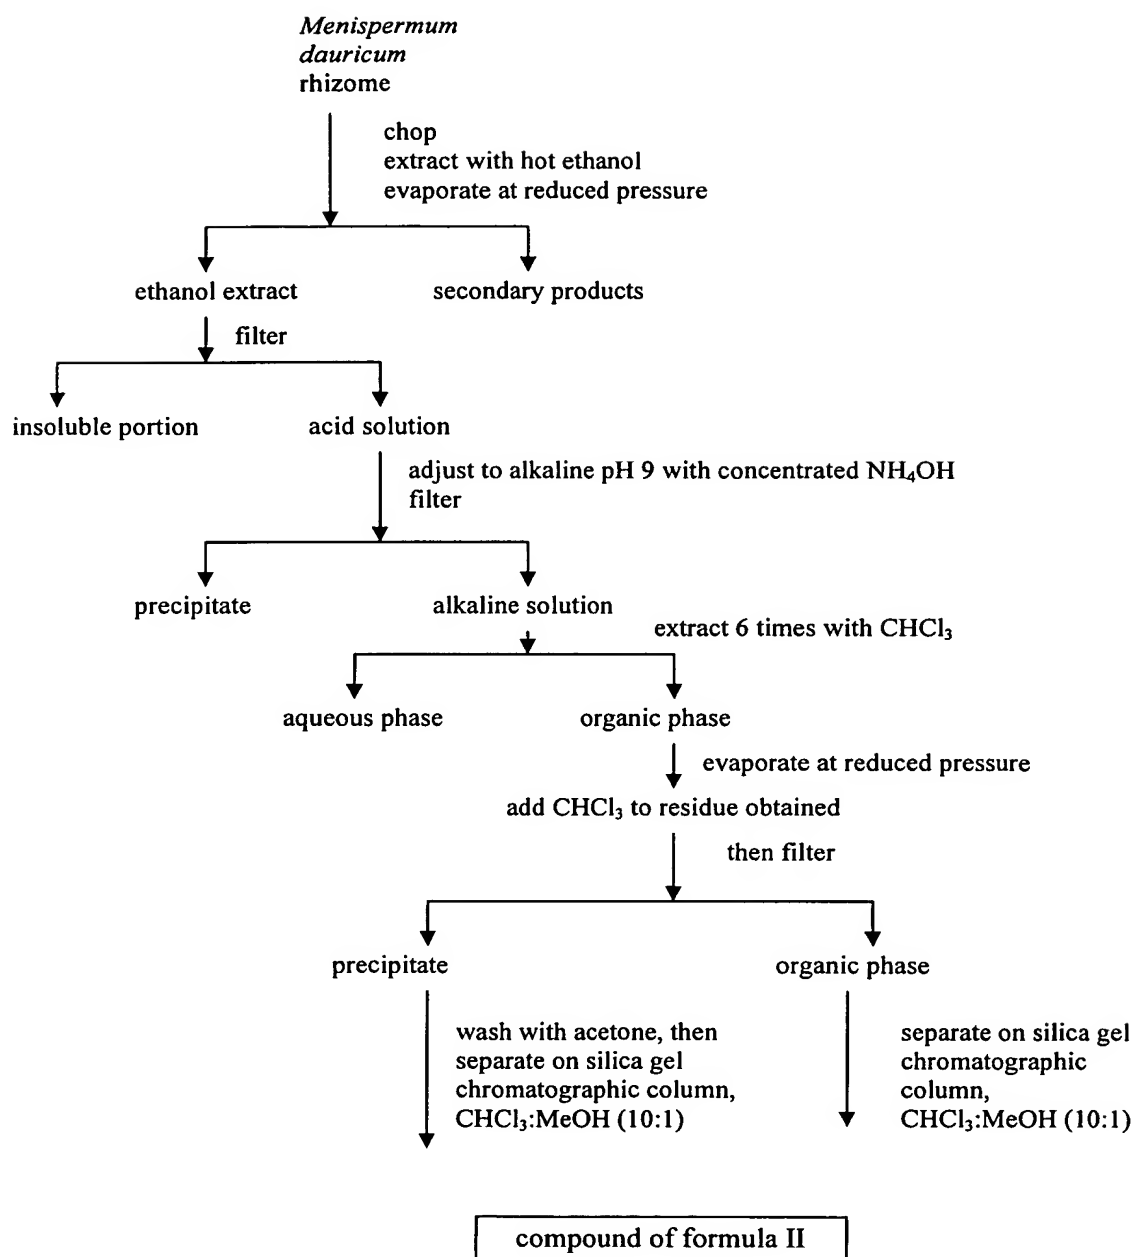 Menispermum
dauricum
rhizome
chop
extract with hot ethanol
evaporate at reduced pressure
ethanol extract
secondary products
filter
insoluble portion
acid solution
adjust to alkaline pH 9 with concentrated NH₄OH
filter
precipitate
alkaline solution
extract 6 times with CHCl₃
aqueous phase
organic phase
evaporate at reduced pressure
add CHCl₃ to residue obtained
then filter
precipitate
organic phase
wash with acetone, then
separate on silica gel
chromatographic column,
CHCl₃:MeOH (10:1)
separate on silica gel
chromatographic
column,
CHCl₃:MeOH (10:1)
compound of formula II